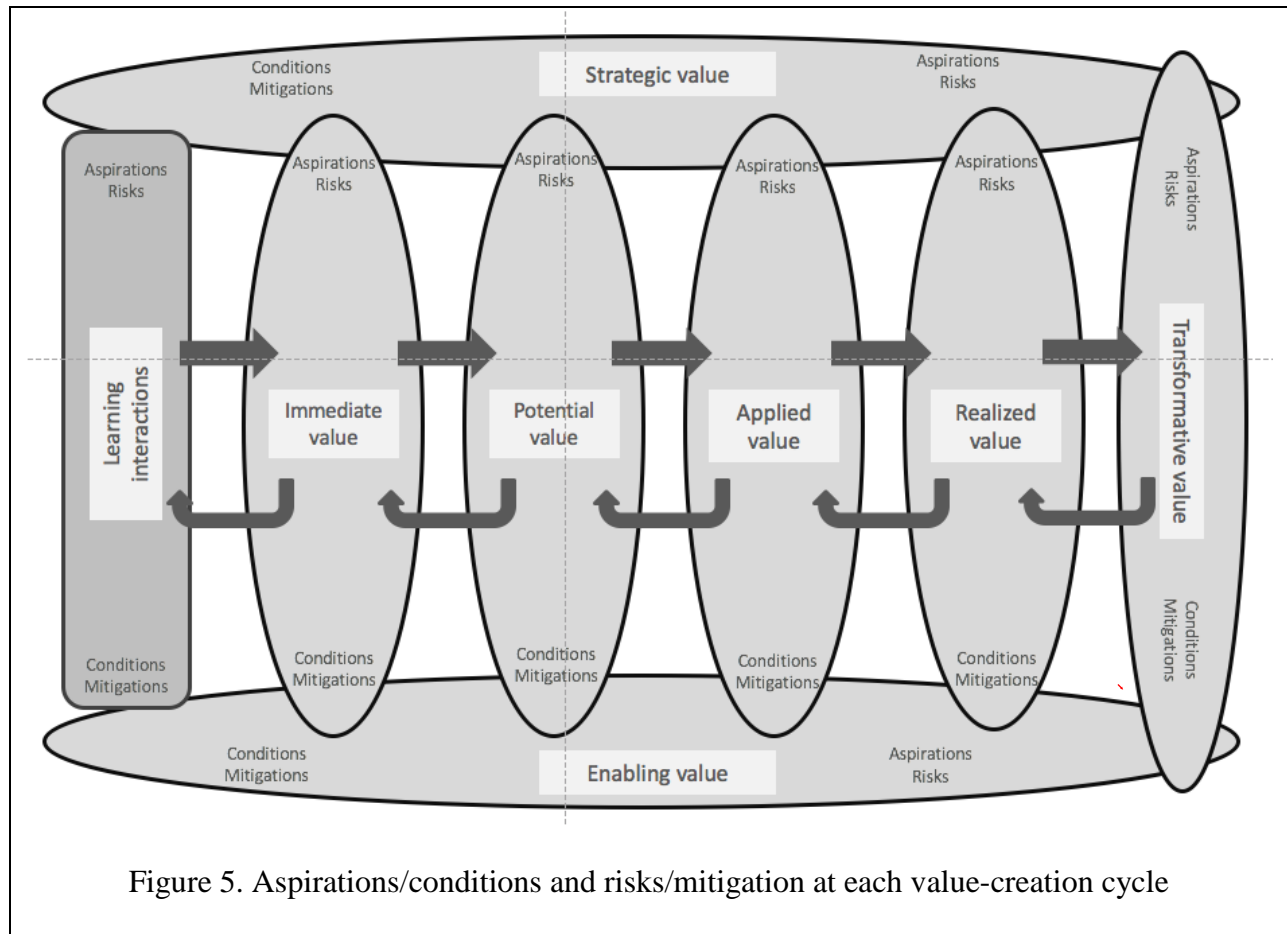 Conditions
Mitigations
Strategic value
Aspirations
Risks
Aspirations
Risks
Aspirations
Risks
Aspirations
Risks
Aspirations
Risks
Aspirations
Risks
Aspirations
Risks
Learning
interactions
Immediate
value
Potential
value
Applied
value
Realized
value
Transformative value
Conditions
Mitigations
Conditions
Mitigations
Conditions
Mitigations
Conditions
Mitigations
Conditions
Mitigations
Conditions
Mitigations
Conditions
Mitigations
Enabling value
Aspirations
Risks
Figure 5. Aspirations/conditions and risks/mitigation at each value-creation cycle